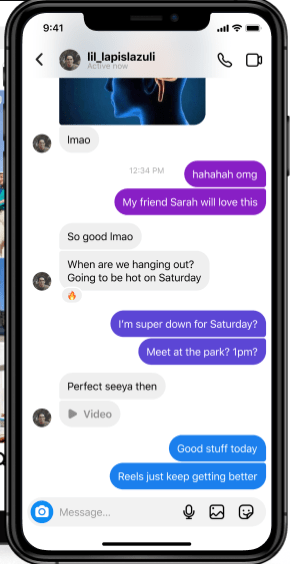 9:41
lil_lapislazuli
Active now
lmao
12:34 PM
hahahah omg
My friend Sarah will love this
So good lmao
When are we hanging out?
Going to be hot on Saturday
I'm super down for Saturday?
Meet at the park? 1pm?
Perfect seeya then
Video
Good stuff today
Reels just keep getting better
Message...